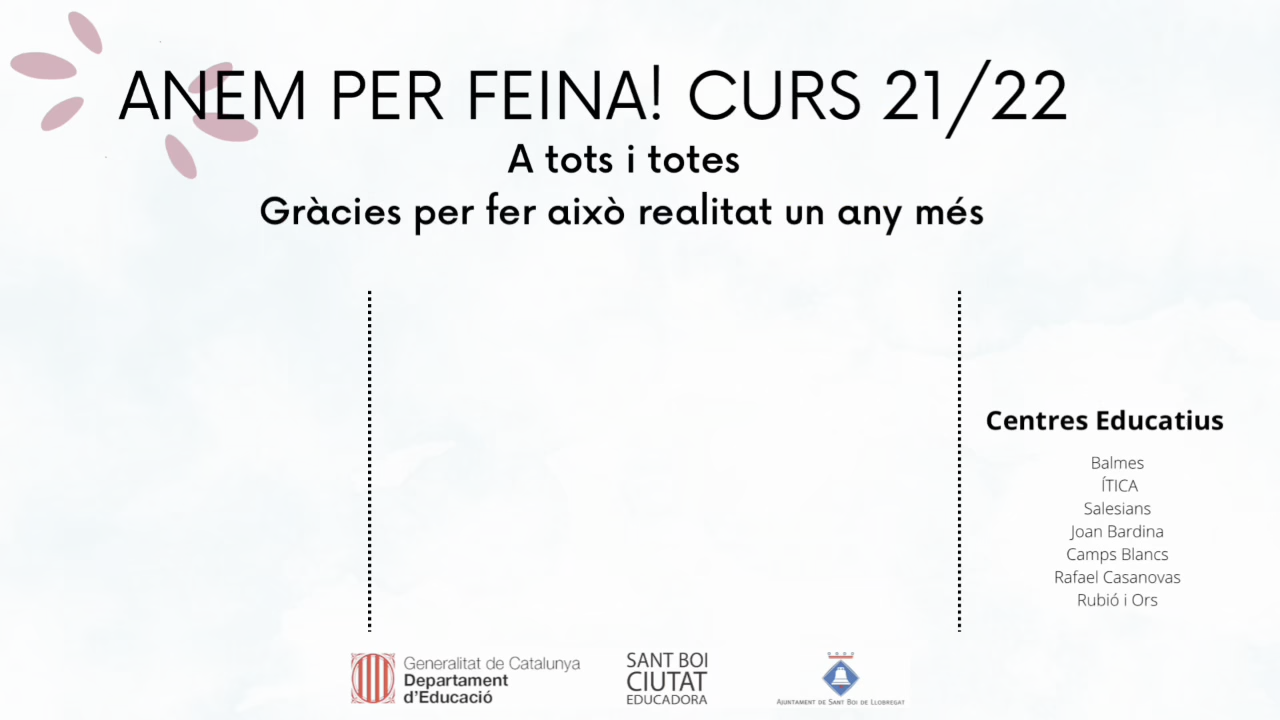 ANEM PER FEINA! CURS 21/22
A tots i totes
Gràcies per fer això realitat un any més
Centres Educatius
Balmes
ÍTICA
Salesians
Joan Bardina
Camps Blancs
Rafael Casanovas
Rubió i Ors
Generalitat de Catalunya
Departament
d'Educació
SANT BOI
CIUTAT
EDUCADORA
Ajuntament de Sant Boi de Llobregat